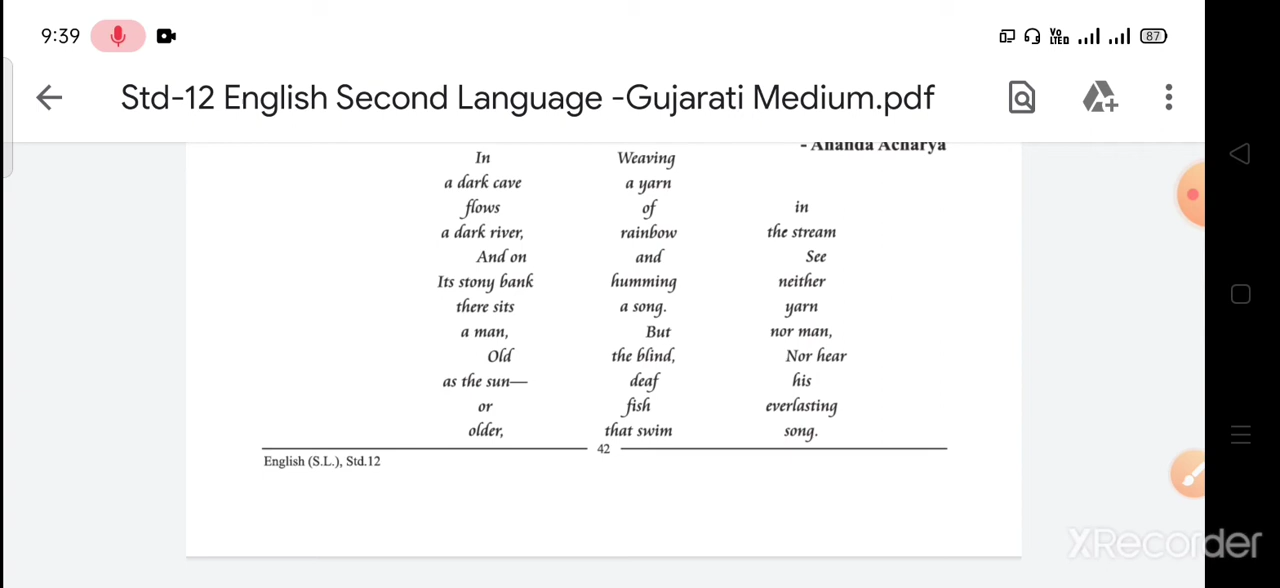 9:39
Vo
LTED
87
Std-12 English Second Language -Gujarati Medium.pdf
- Ananda Acharya
In
a dark cave
flows
a dark river,
And on
Its stony bank
there sits
a man,
Old
as the sun—
or
older,
Weaving
a yarn
of
rainbow
and
humming
a song.
But
the blind,
deaf
fish
that swim
in
the stream
See
neither
yarn
nor man,
Nor hear
his
everlasting
song.
42
English (S.L.), Std.12
XRecorder